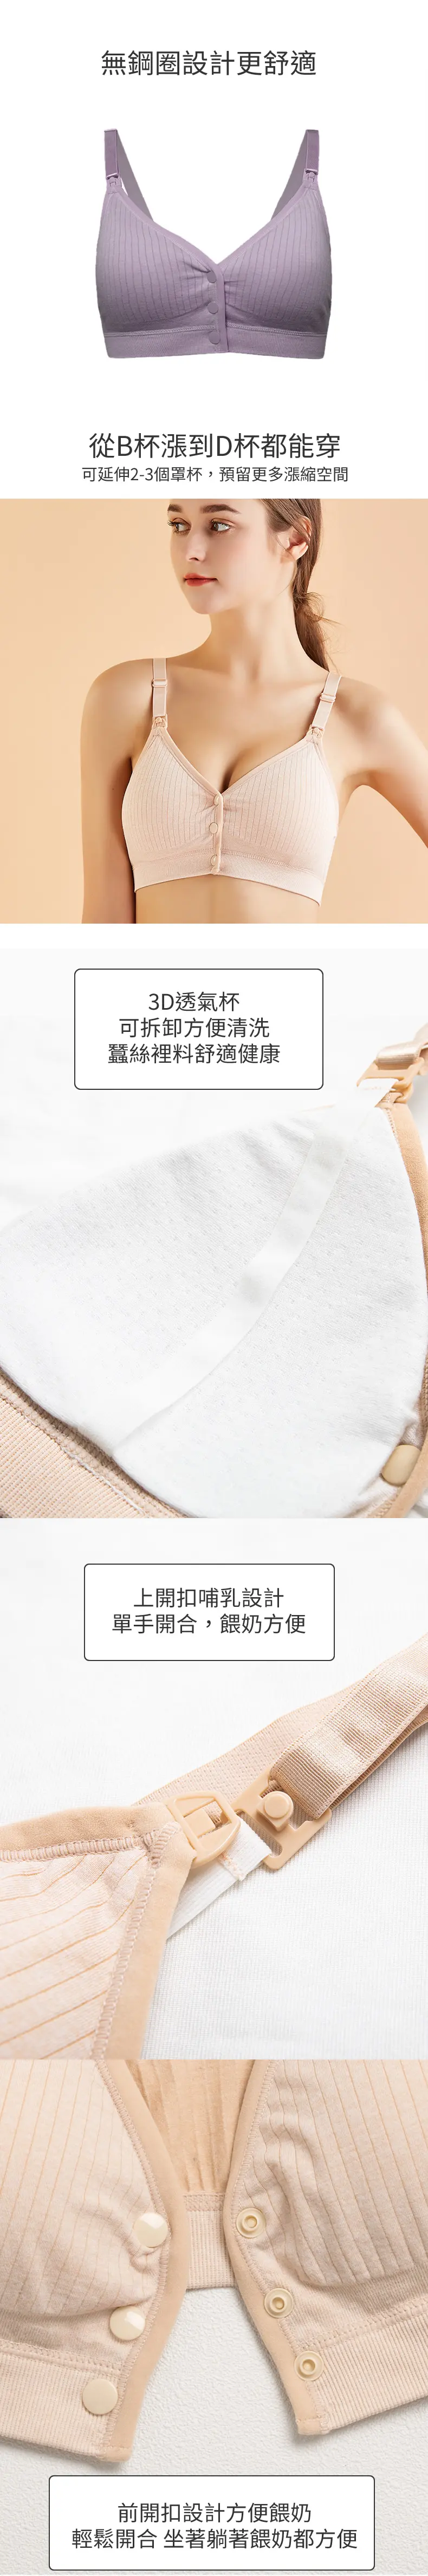 無鋼圈設計更舒適
從B杯漲到D杯都能穿
可延伸2-3個罩杯，預留更多漲縮空間
3D透氣杯
可拆卸方便清洗
蠶絲裡料舒適健康
上開扣哺乳設計
單手開合，餵奶方便
前開扣設計方便餵奶
輕鬆開合 坐著躺著餵奶都方便